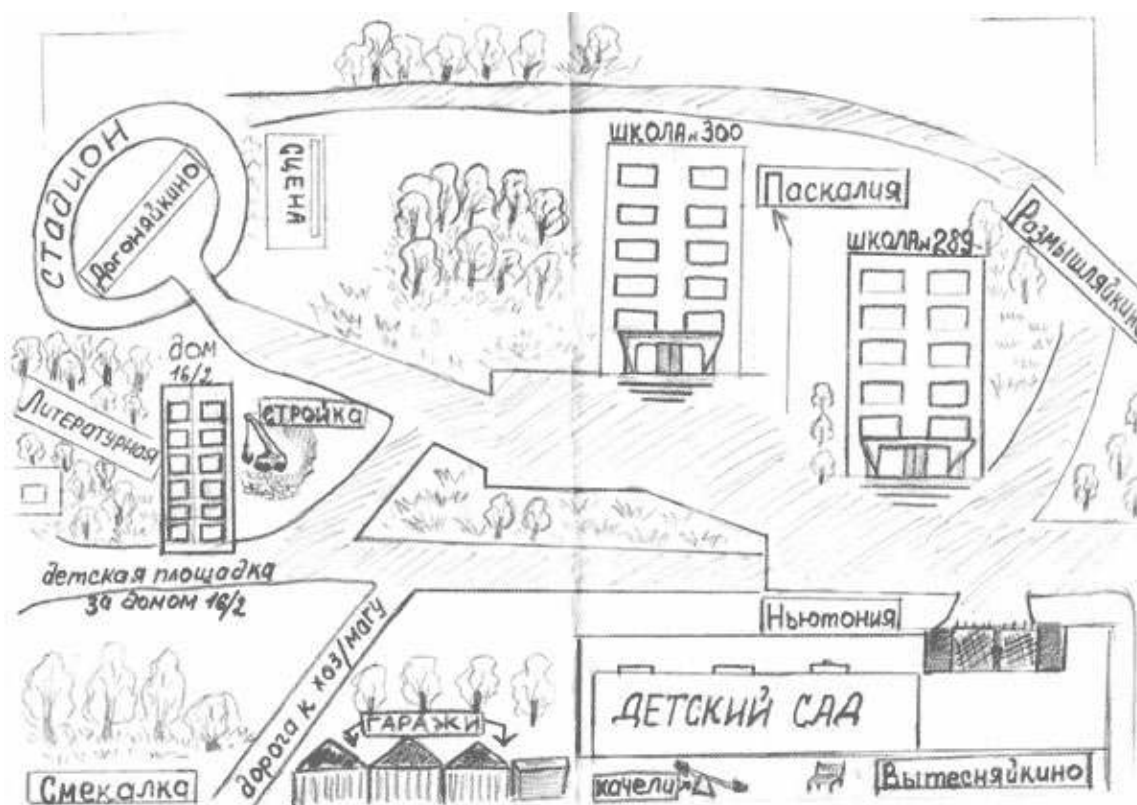 ШКОЛА № 300
СТАДИОН
Догоняйкино
СЦЕНА
Паскалия
Размышляйкино
ШКОЛА № 289
ДОМ
16/2
Литературная
СТРОЙКА
детская площадка
за домом 16/2
Ньютония
дорога к хоз/магу
ГАРАЖИ
ДЕТСКИЙ САД
Смекалка
качели
Вытесняйкино